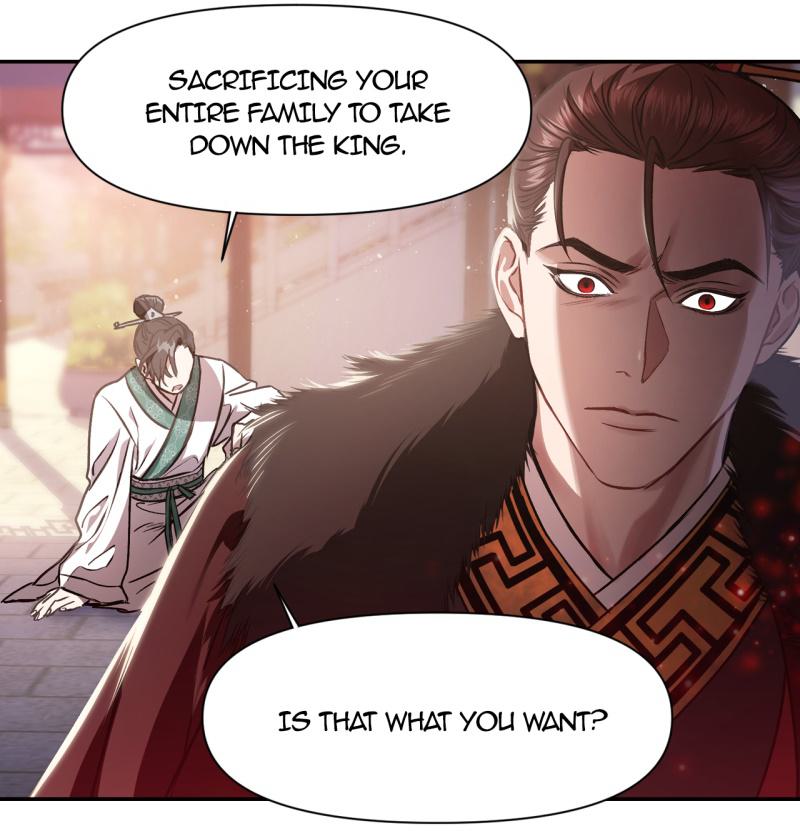 SACRIFICING YOUR
ENTIRE FAMILY TO TAKE
DOWN THE KING.
IS THAT WHAT YOU WANT?